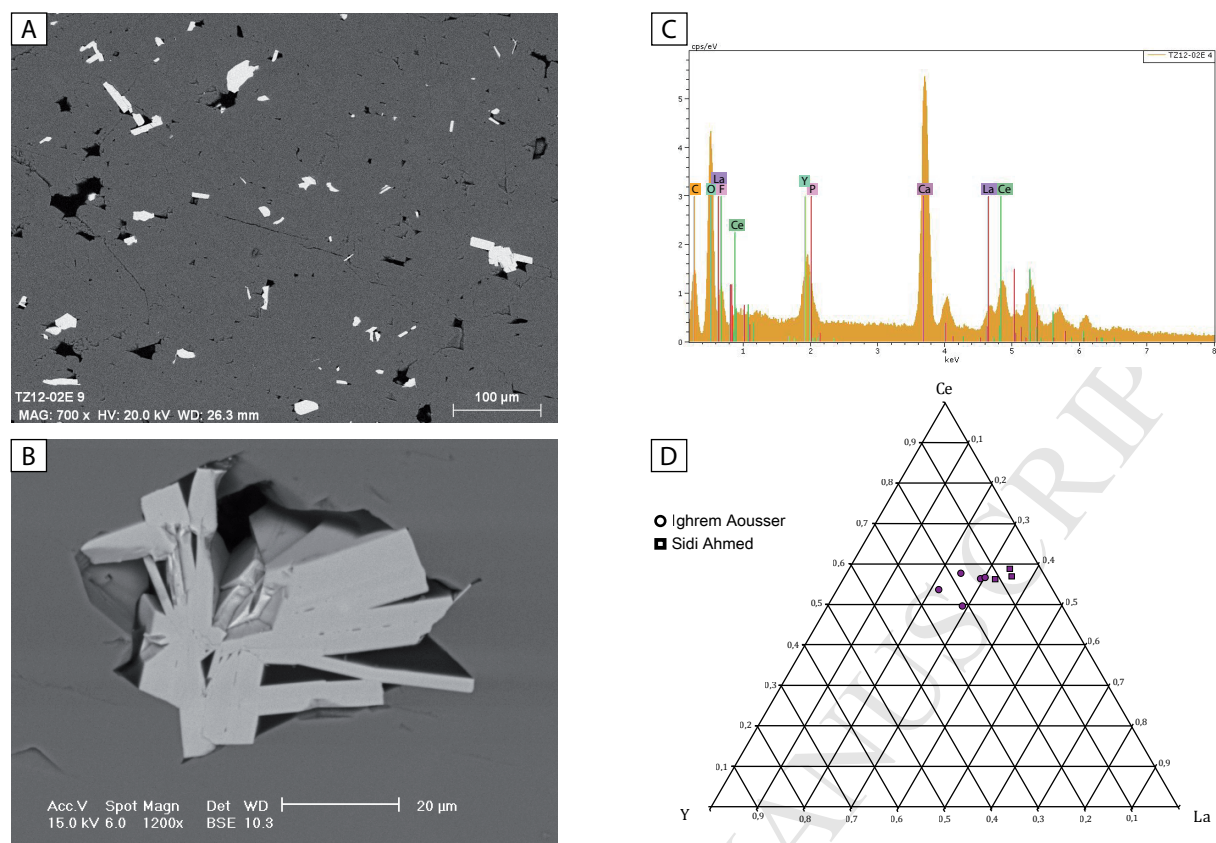 A
TZ12-02E 9
MAG: 700 x HV: 20.0 kV WD: 26.3 mm
100 µm
B
Acc.V Spot Magn Det WD
15.0 kV 6.0 1200x BSE 10.3
20 µm
C
cps/eV
TZ12-02E 4
5
4
3
2
1
0
C
O
La
F
Ce
Y
P
Ca
La
Ce
1 2 3 4 5 6 7 8
keV
D
Ighrem Aousser
Sidi Ahmed
Ce
0,9 0,1
0,8 0,2
0,7 0,3
0,6 0,4
0,5 0,5
0,4 0,6
0,3 0,7
0,2 0,8
0,1 0,9
Y
La
0,9 0,8 0,7 0,6 0,5 0,4 0,3 0,2 0,1
ANUSCRIP